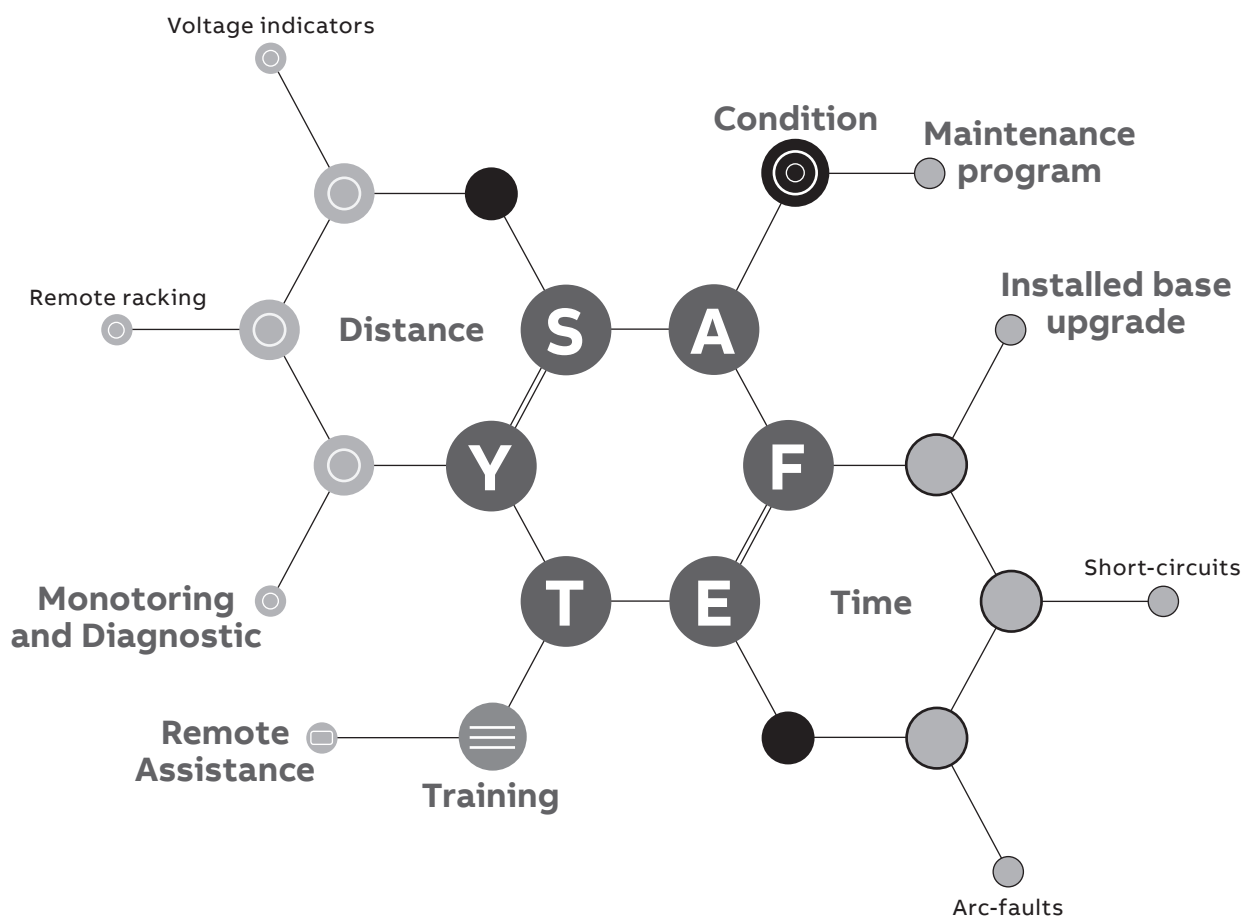 Voltage indicators
Condition
Maintenance
program
Installed base
upgrade
Remote racking
Distance
S
A
F
E
T
Y
Time
Short-circuits
Monotoring
and Diagnostic
Remote
Assistance
Training
Arc-faults